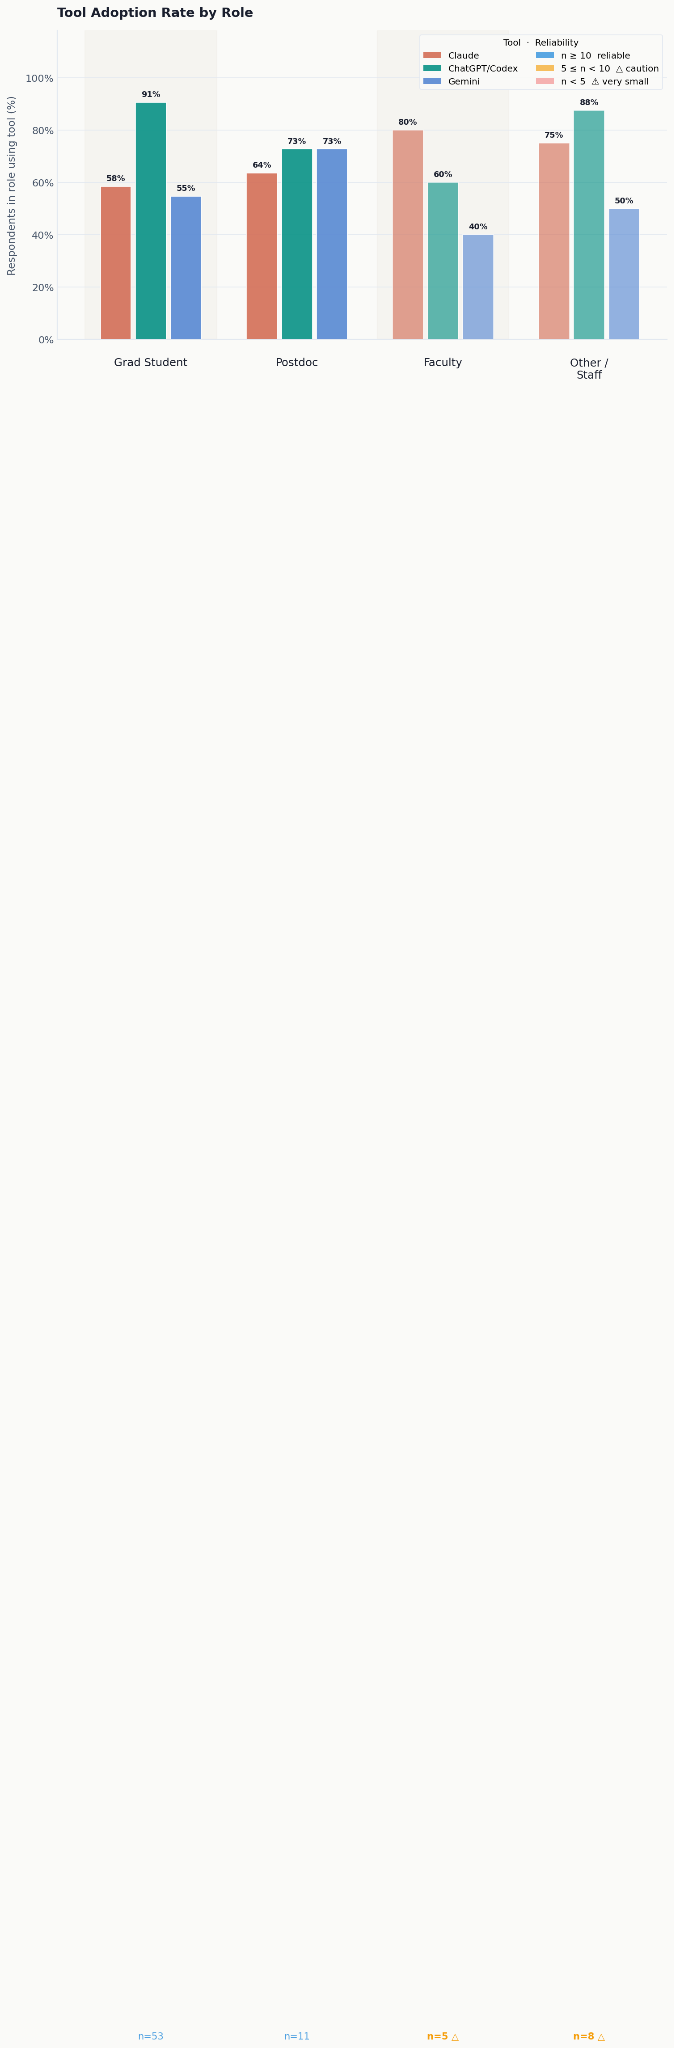 Tool Adoption Rate by Role
Tool · Reliability
Claude
ChatGPT/Codex
Gemini
n ≥ 10 reliable
5 ≤ n < 10 △ caution
n < 5 ⚠ very small
Respondents in role using tool (%)
100%
80%
60%
40%
20%
0%
58%
91%
55%
64%
73%
73%
80%
60%
40%
75%
88%
50%
Grad Student
Postdoc
Faculty
Other /
Staff
n=53
n=11
n=5 △
n=8 △